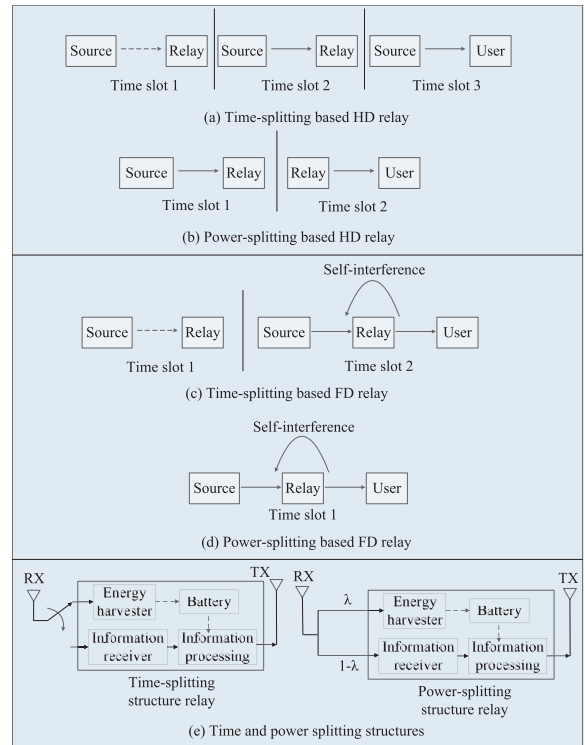 Source Relay Source Relay Source User
Time slot 1 Time slot 2 Time slot 3
(a) Time-splitting based HD relay
Source Relay Relay User
Time slot 1 Time slot 2
(b) Power-splitting based HD relay
Self-interference
Source Relay Source Relay User
Time slot 1 Time slot 2
(c) Time-splitting based FD relay
Self-interference
Source Relay User
Time slot 1
(d) Power-splitting based FD relay
RX TX RX TX
Energy harvester Battery
Information receiver Information processing
Time-splitting
structure relay
λ Energy harvester Battery
1-λ Information receiver Information processing
Power-splitting
structure relay
(e) Time and power splitting structures